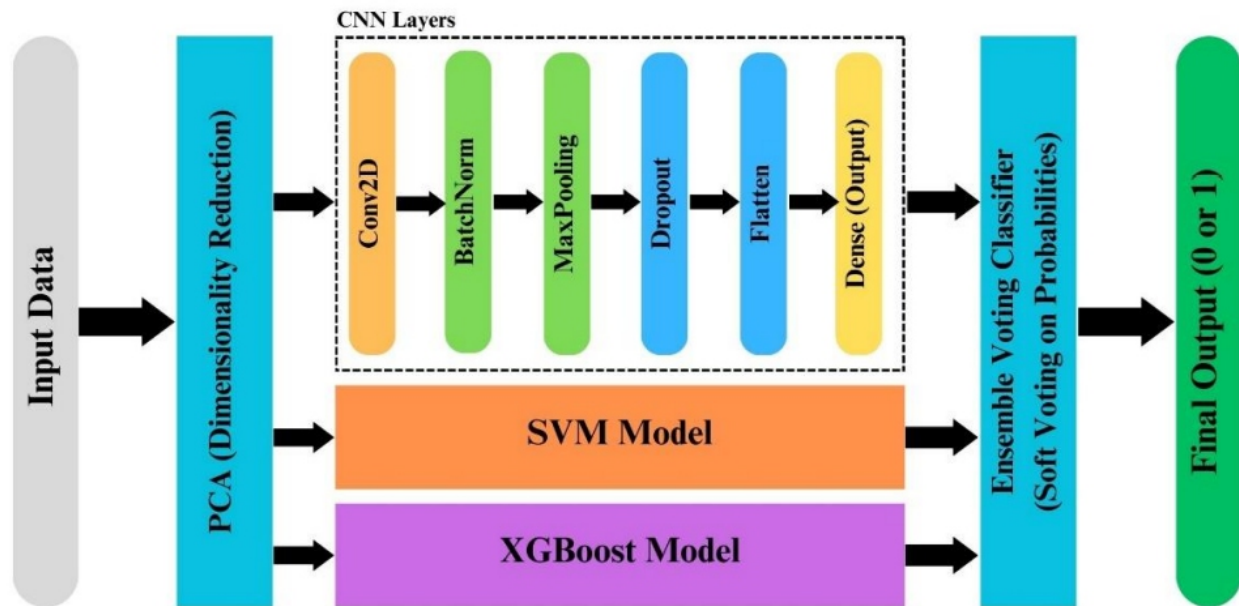 CNN Layers
Input Data
PCA (Dimensionality Reduction)
Conv2D
BatchNorm
MaxPooling
Dropout
Flatten
Dense (Output)
SVM Model
XGBoost Model
Ensemble Voting Classifier
(Soft Voting on Probabilities)
Final Output (0 or 1)